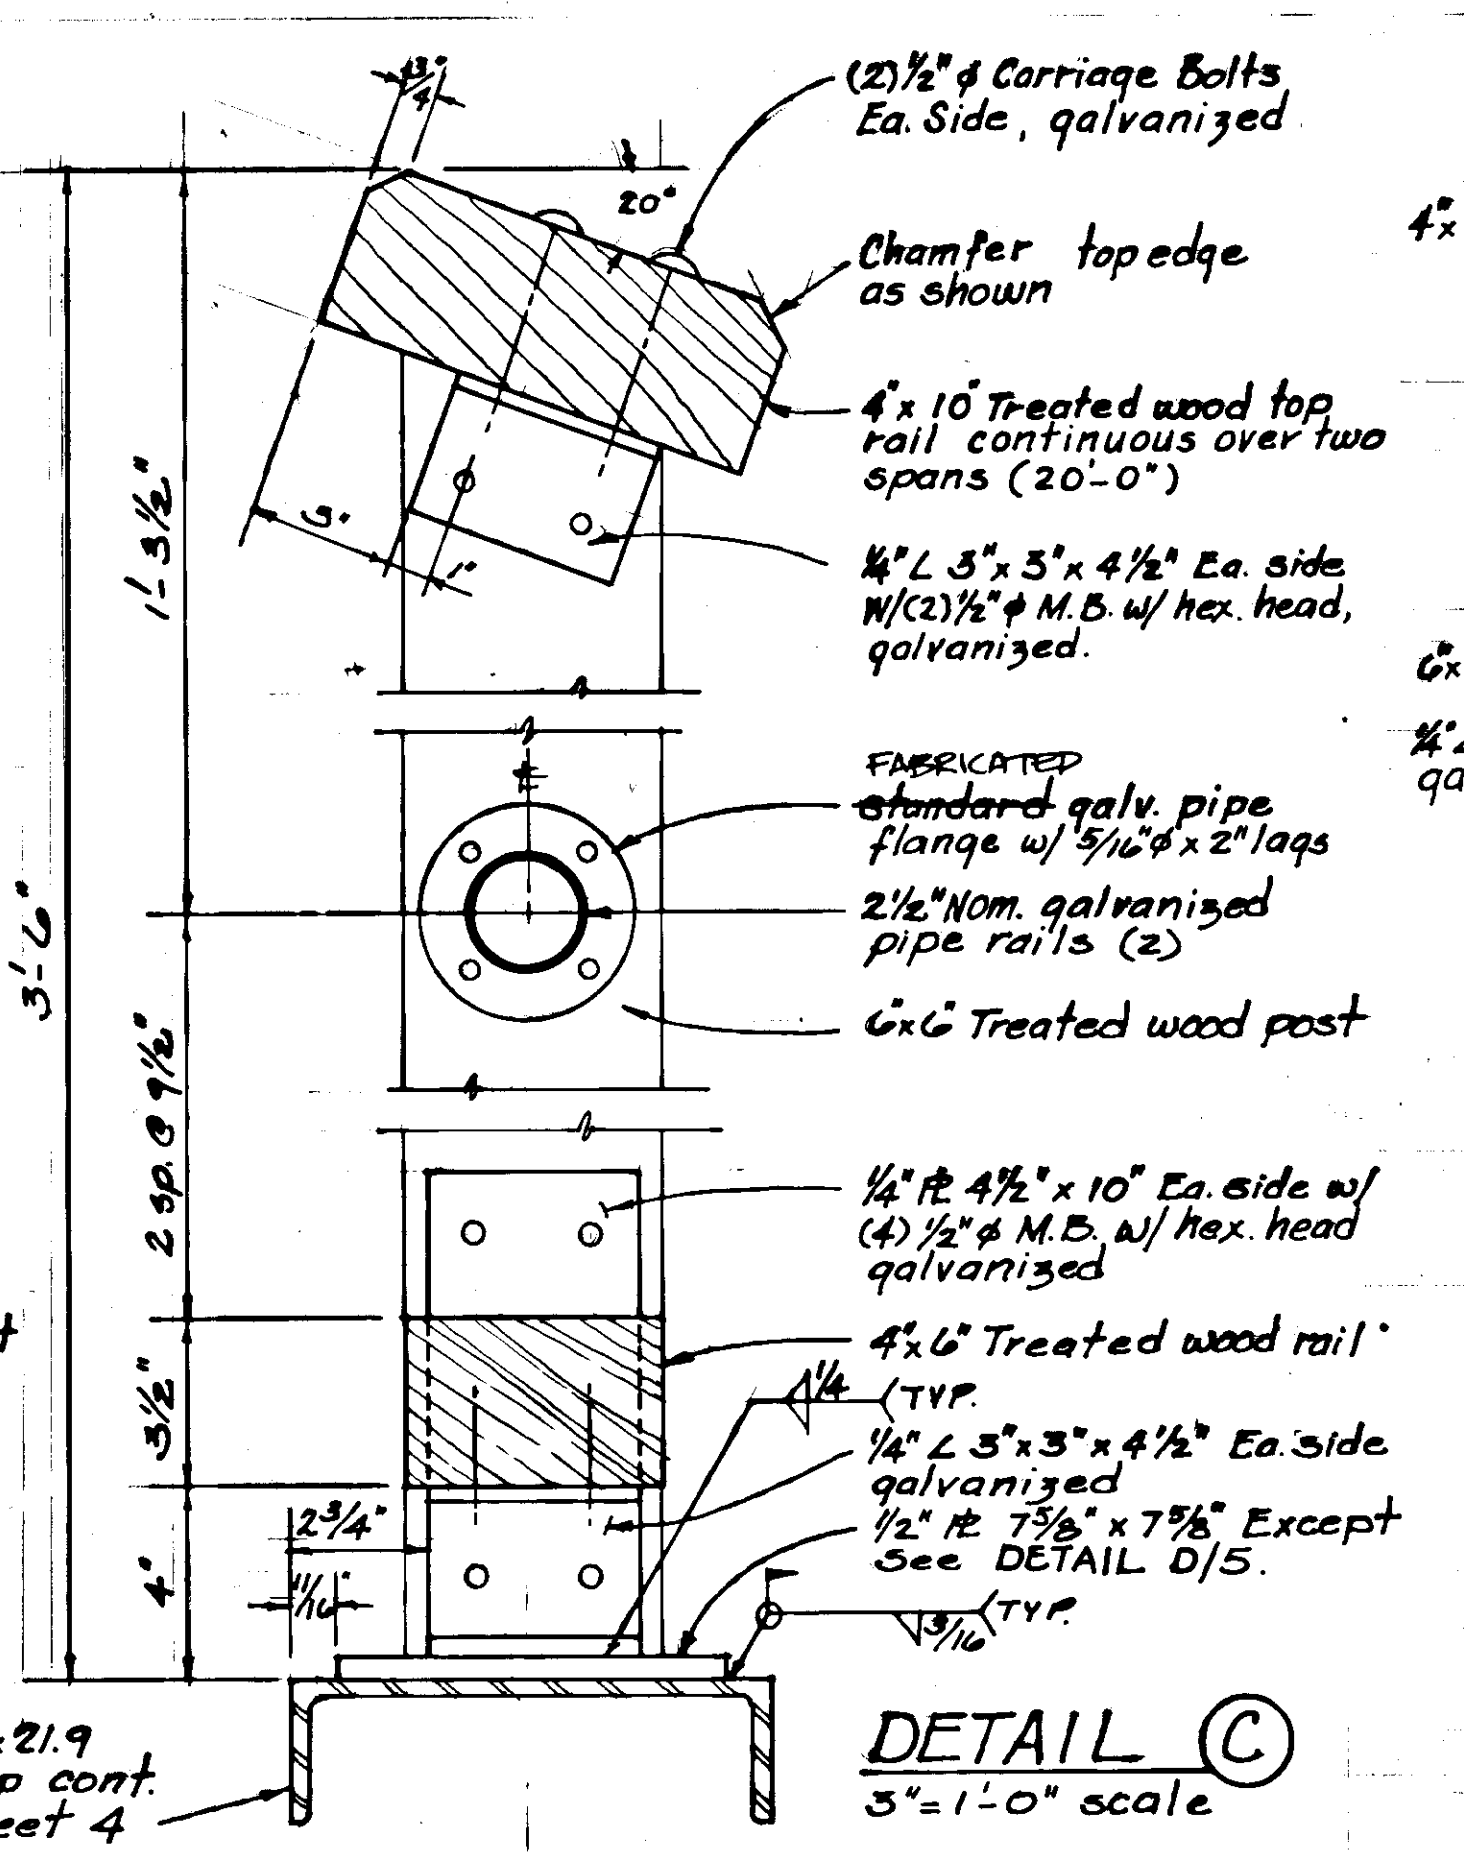 3/4"
(2) 1/2" ϕ Carriage Bolts
Ea. Side, galvanized
20°
4"x
Chamfer top edge
as shown
4"x 10" Treated wood top
rail continuous over two
spans (20'-0")
1'-3 1/2"
3"
1"
1/4" L 3"x 3"x 4 1/2" Ea. side
W/(2) 1/2" ϕ M.B. w/ hex. head,
galvanized.
6"x
FABRICATED
standard galv. pipe
flange w/ 5/16" ϕ x 2" lags
2 1/2" Nom. galvanized
pipe rails (2)
3'-6"
6"x6" Treated wood post
2 sp. @ 9 1/2"
1/4" PL 4 1/2" x 10" Ea. side w/
(4) 1/2" ϕ M.B. w/ hex. head
galvanized
4"x6" Treated wood rail
3 1/2"
1/4 TYP.
1/4" L 3"x 3"x 4 1/2" Ea. side
galvanized
1/2" PL 7 5/8" x 7 5/8" Except
see DETAIL D/5.
2 3/4"
4"
11/16"
3/16 TYP.
x 21.9
p cont.
eet 4
DETAIL C
3"=1'-0" scale